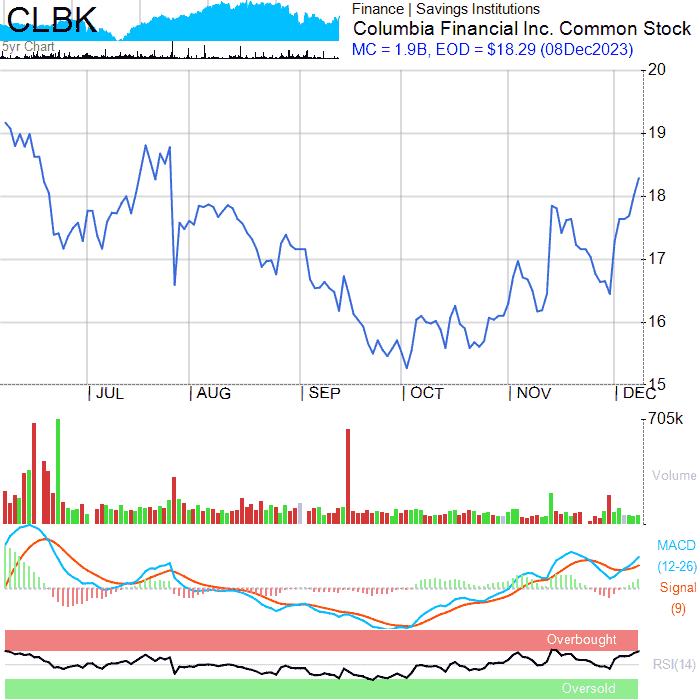 CLBK
5yr Chart
Finance | Savings Institutions
Columbia Financial Inc. Common Stock
MC = 1.9B, EOD = $18.29 (08Dec2023)
20
19
18
17
16
15
JUL AUG SEP OCT NOV DEC
705k
Volume
MACD
(12-26)
Signal
(9)
Overbought
RSI(14)
Oversold